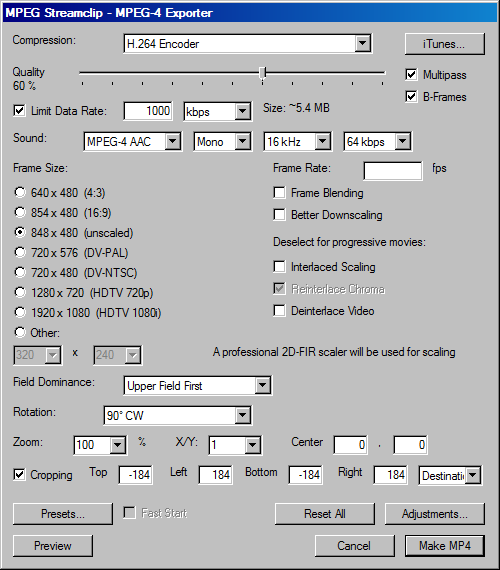 MPEG Streamclip - MPEG-4 Exporter
Compression: H.264 Encoder iTunes...
Quality
60 % Multipass
B-Frames
Limit Data Rate: 1000 kbps Size: ~5.4 MB
Sound: MPEG-4 AAC Mono 16 kHz 64 kbps
Frame Size: Frame Rate: fps
640 x 480 (4:3) Frame Blending
854 x 480 (16:9) Better Downscaling
848 x 480 (unscaled)
Deselect for progressive movies:
720 x 576 (DV-PAL) Interlaced Scaling
720 x 480 (DV-NTSC) Reinterlace Chroma
1280 x 720 (HDTV 720p)
1920 x 1080 (HDTV 1080i) Deinterlace Video
Other:
320 x 240 A professional 2D-FIR scaler will be used for scaling
Field Dominance: Upper Field First
Rotation: 90° CW
Zoom: 100 % X/Y: 1 Center 0 , 0
Cropping Top -184 Left 184 Bottom -184 Right 184 Destinati
Presets... Fast Start Reset All Adjustments...
Preview Cancel Make MP4